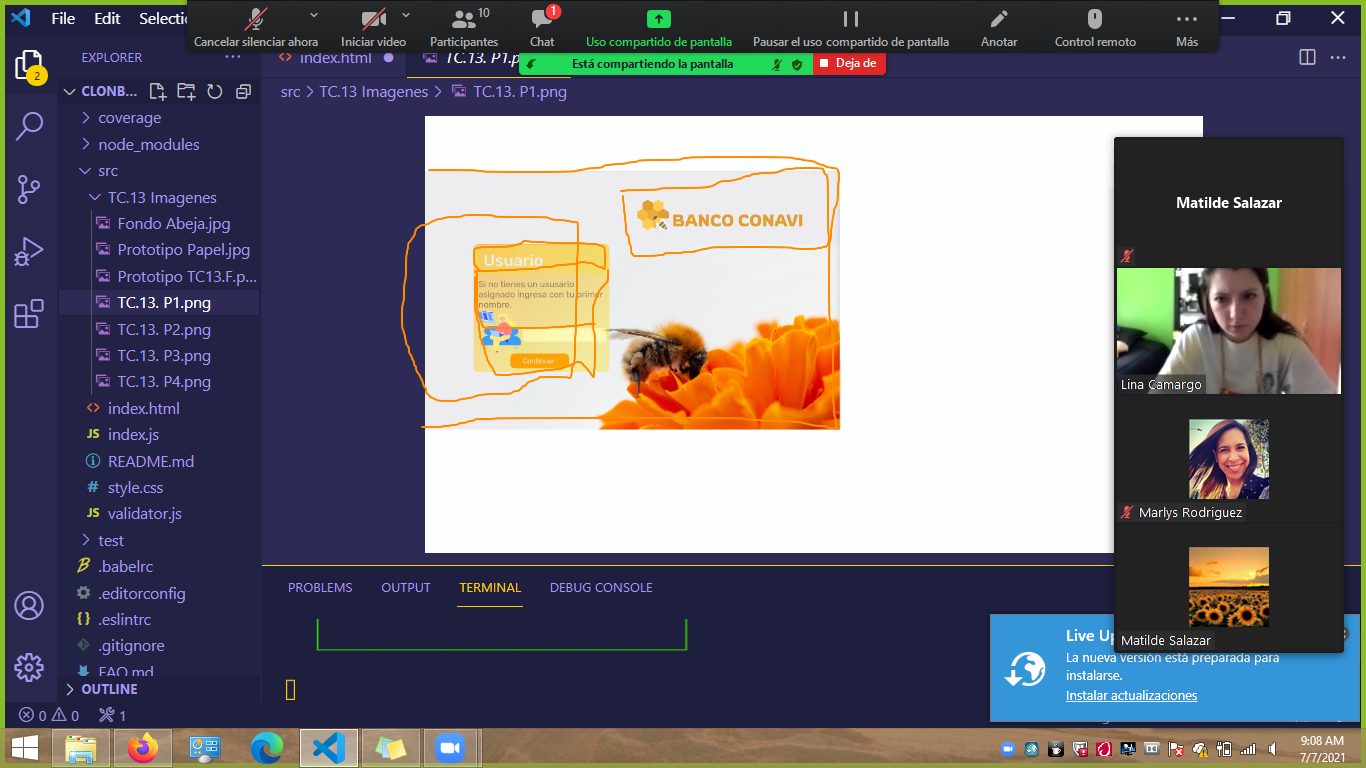 File Edit Selectio
Cancelar silenciar ahora
Iniciar video
Participantes 10
Chat 1
Uso compartido de pantalla
Pausar el uso compartido de pantalla
Anotar
Control remoto
Más
Está compartiendo la pantalla
Deja de
EXPLORER
index.html
TC.13. P1.p
2
CLONB...
src > TC.13 Imagenes > TC.13. P1.png
coverage
node_modules
src
TC.13 Imagenes
Fondo Abeja.jpg
Prototipo Papel.jpg
Prototipo TC13.F.p...
TC.13. P1.png
TC.13. P2.png
TC.13. P3.png
TC.13. P4.png
index.html
JS index.js
README.md
# style.css
JS validator.js
test
.babelrc
.editorconfig
.eslintrc
.gitignore
FAQ.md
OUTLINE
0 0 1
BANCO CONAVI
Usuario
Si no tienes un ususario
asignado ingresa con tu primer
nombre.
Continuar
Matilde Salazar
Lina Camargo
Marlys Rodriguez
Matilde Salazar
PROBLEMS OUTPUT TERMINAL DEBUG CONSOLE
Live Up
La nueva versión está preparada para
instalarse.
Instalar actualizaciones
9:08 AM
7/7/2021